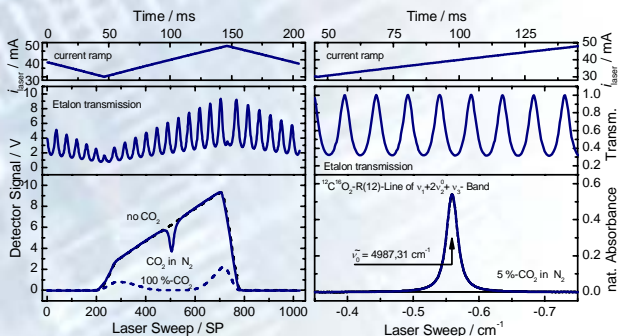 Time / ms
0 50 100 150 200
i laser / mA
50
40
30
current ramp
Etalon transmission
10
8
6
4
2
0
Detector Signal / V
10
8
6
4
2
0
no CO2
CO2 in N2
100 %-CO2
0 200 400 600 800 1000
Laser Sweep / SP
Time / ms
50 75 100 125
current ramp
50
40
30
i laser / mA
Etalon transmission
1.0
0.8
0.6
0.4
0.2
Transm.
¹²C¹⁶O₂-R(12)-Line of ν₁+2ν₂⁰+ν₃- Band
ν̃₀ = 4987,31 cm⁻¹
5 %-CO₂ in N₂
0.6
0.4
0.2
0.0
nat. Absorbance
-0.4 -0.5 -0.6 -0.7
Laser Sweep / cm⁻¹